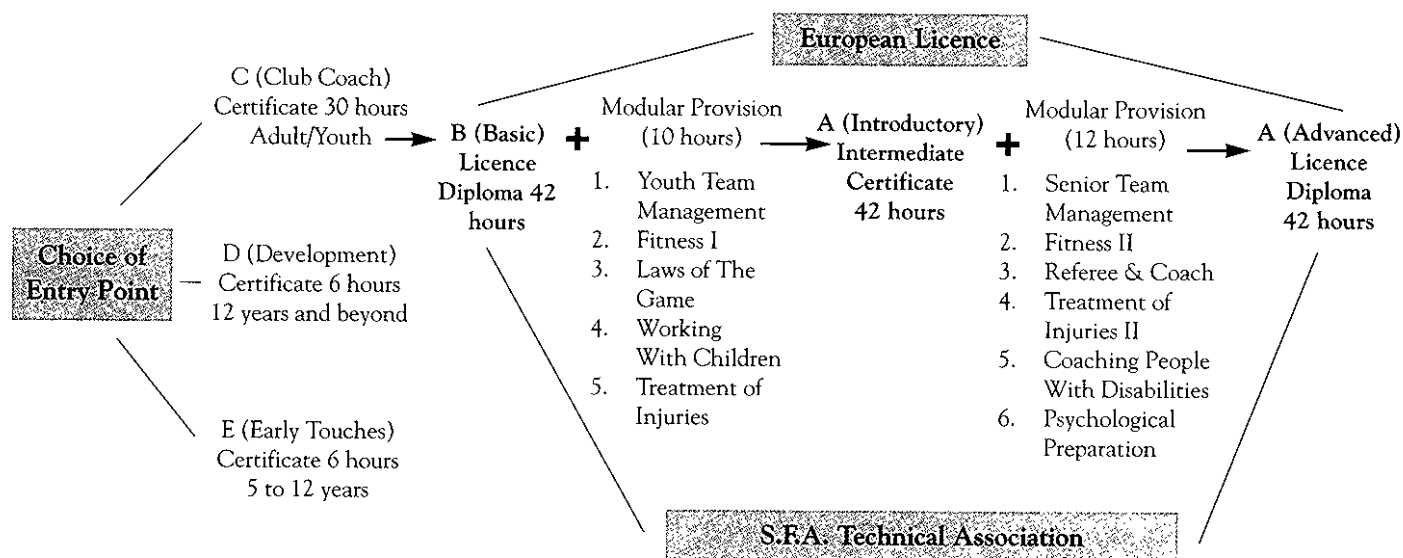 European Licence
C (Club Coach)
Certificate 30 hours
Adult/Youth
B (Basic)
Licence
Diploma 42
hours
+
Modular Provision
(10 hours)
1. Youth Team
Management
2. Fitness I
3. Laws of The
Game
4. Working
With Children
5. Treatment of
Injuries
A (Introductory)
Intermediate
Certificate
42 hours
+
Modular Provision
(12 hours)
1. Senior Team
Management
2. Fitness II
3. Referee & Coach
4. Treatment of
Injuries II
5. Coaching People
With Disabilities
6. Psychological
Preparation
A (Advanced)
Licence
Diploma
42 hours
Choice of
Entry Point
D (Development)
Certificate 6 hours
12 years and beyond
E (Early Touches)
Certificate 6 hours
5 to 12 years
S.F.A. Technical Association